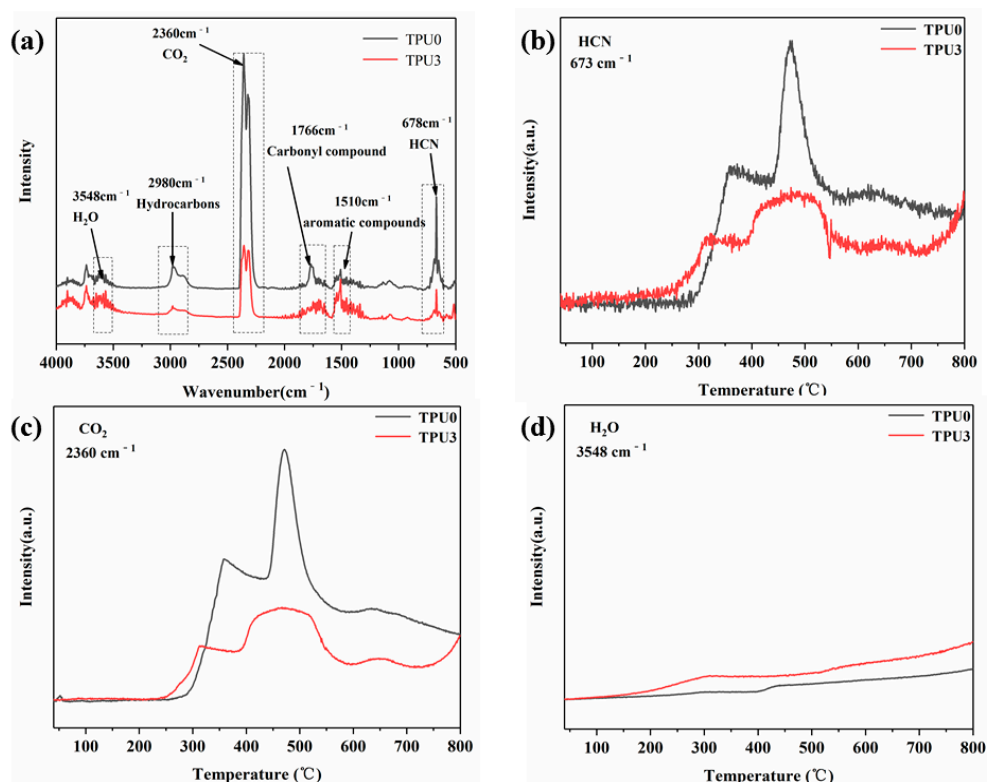 (a)
2360cm⁻¹
CO₂
TPU0
TPU3
1766cm⁻¹
Carbonyl compound
678cm⁻¹
HCN
3548cm⁻¹
H₂O
2980cm⁻¹
Hydrocarbons
1510cm⁻¹
aromatic compounds
Intensity
4000 3500 3000 2500 2000 1500 1000 500
Wavenumber(cm⁻¹)
(b)
HCN
673 cm⁻¹
TPU0
TPU3
Intensity(a.u.)
100 200 300 400 500 600 700 800
Temperature (℃)
(c)
CO₂
2360 cm⁻¹
TPU0
TPU3
Intensity(a.u.)
100 200 300 400 500 600 700 800
Temperature (℃)
(d)
H₂O
3548 cm⁻¹
TPU0
TPU3
Intensity(a.u.)
100 200 300 400 500 600 700 800
Temperature (℃)